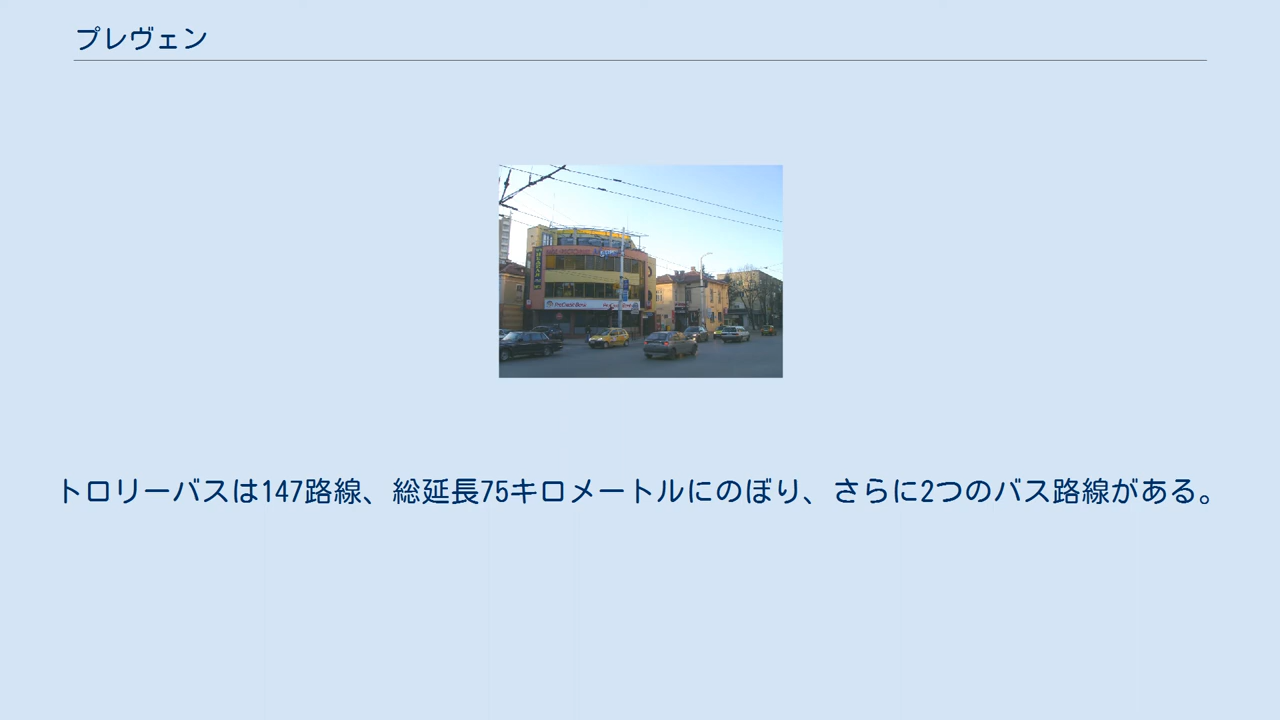 プレヴェン
トロリーバスは147路線、総延長75キロメートルにのぼり、さらに2つのバス路線がある。